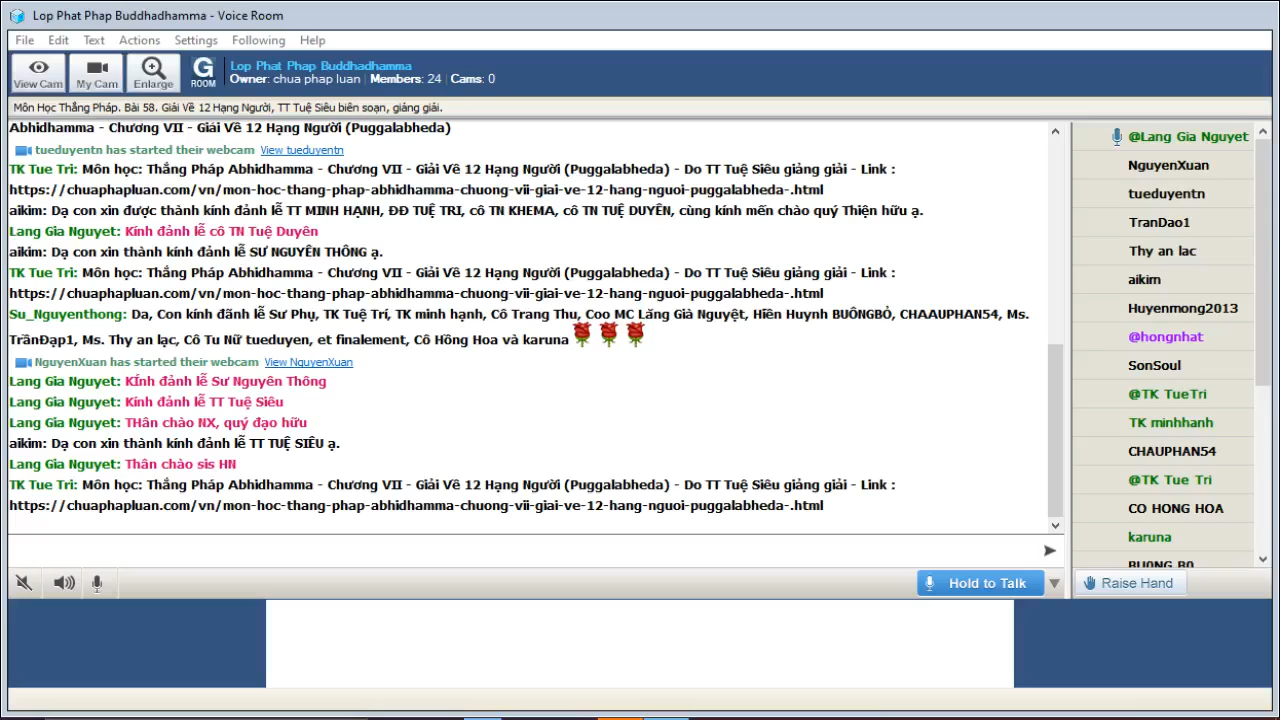 Lop Phat Phap Buddhadhamma - Voice Room
File Edit Text Actions Settings Following Help
View Cam My Cam Enlarge G ROOM
Lop Phat Phap Buddhadhamma
Owner: chua phap luan | Members: 24 | Cams: 0
Môn Học Thắng Pháp. Bài 58. Giải Về 12 Hạng Người, TT Tuệ Siêu biên soạn, giảng giải.
Abhidhamma - Chương VII - Giải Về 12 Hạng Người (Puggalabheda)
tueduyentn has started their webcam View tueduyentn
TK Tue Tri: Môn học: Thắng Pháp Abhidhamma - Chương VII - Giải Về 12 Hạng Người (Puggalabheda) - Do TT Tuệ Siêu giảng giải - Link :
https://chuaphapluan.com/vn/mon-hoc-thang-phap-abhidhamma-chuong-vii-giai-ve-12-hang-nguoi-puggalabheda-.html
aikim: Dạ con xin được thành kính đảnh lễ TT MINH HẠNH, ĐĐ TUỆ TRI, cô TN KHEMA, cô TN TUỆ DUYÊN, cùng kính mến chào quý Thiện hữu ạ.
Lang Gia Nguyet: Kính đảnh lễ cô TN Tuệ Duyên
aikim: Dạ con xin thành kính đảnh lễ SƯ NGUYÊN THÔNG ạ.
TK Tue Tri: Môn học: Thắng Pháp Abhidhamma - Chương VII - Giải Về 12 Hạng Người (Puggalabheda) - Do TT Tuệ Siêu giảng giải - Link :
https://chuaphapluan.com/vn/mon-hoc-thang-phap-abhidhamma-chuong-vii-giai-ve-12-hang-nguoi-puggalabheda-.html
Su_Nguyenthong: Da, Con kính đãnh lễ Sư Phụ, TK Tuệ Trí, TK minh hạnh, Cô Trang Thu, Coo MC Lăng Già Nguyệt, Hiền Huynh BUÔNGBỎ, CHAAUPHAN54, Ms.
TrầnĐạp1, Ms. Thy an lạc, Cô Tu Nữ tueduyen, et finalement, Cô Hồng Hoa và karuna
NguyenXuan has started their webcam View NguyenXuan
Lang Gia Nguyet: KÍnh đảnh lễ Sư Nguyên Thông
Lang Gia Nguyet: Kính đảnh lễ TT Tuệ Siêu
Lang Gia Nguyet: THân chào NX, quý đạo hữu
aikim: Dạ con xin thành kính đảnh lễ TT TUỆ SIÊU ạ.
Lang Gia Nguyet: Thân chào sis HN
TK Tue Tri: Môn học: Thắng Pháp Abhidhamma - Chương VII - Giải Về 12 Hạng Người (Puggalabheda) - Do TT Tuệ Siêu giảng giải - Link :
https://chuaphapluan.com/vn/mon-hoc-thang-phap-abhidhamma-chuong-vii-giai-ve-12-hang-nguoi-puggalabheda-.html
Hold to Talk
@Lang Gia Nguyet
NguyenXuan
tueduyentn
TranDao1
Thy an lac
aikim
Huyenmong2013
@hongnhat
SonSoul
@TK TueTri
TK minhhanh
CHAUPHAN54
@TK Tue Tri
CO HONG HOA
karuna
BU0NG B0
Raise Hand